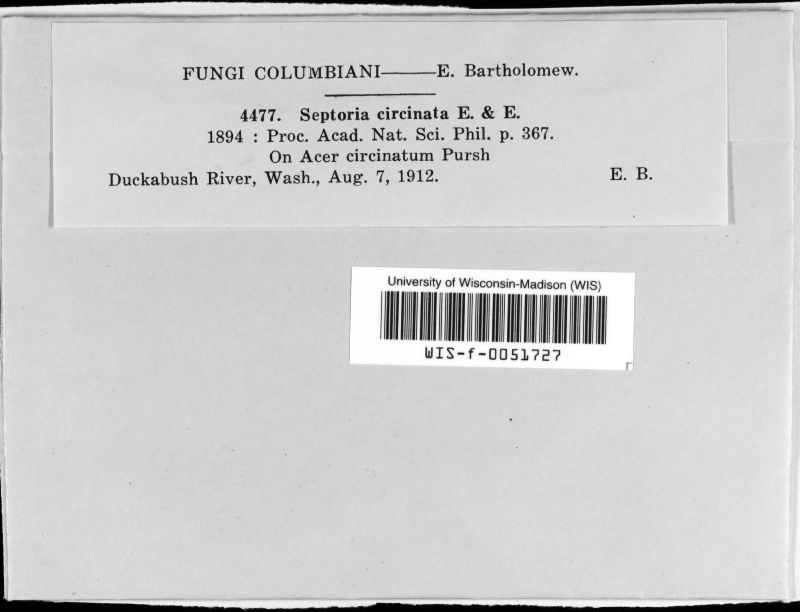 FUNGI COLUMBIANI——E. Bartholomew.
4477. Septoria circinata E. & E.
1894 : Proc. Acad. Nat. Sci. Phil. p. 367.
On Acer circinatum Pursh
Duckabush River, Wash., Aug. 7, 1912. E. B.
University of Wisconsin-Madison (WIS)
WIS-f-0051727